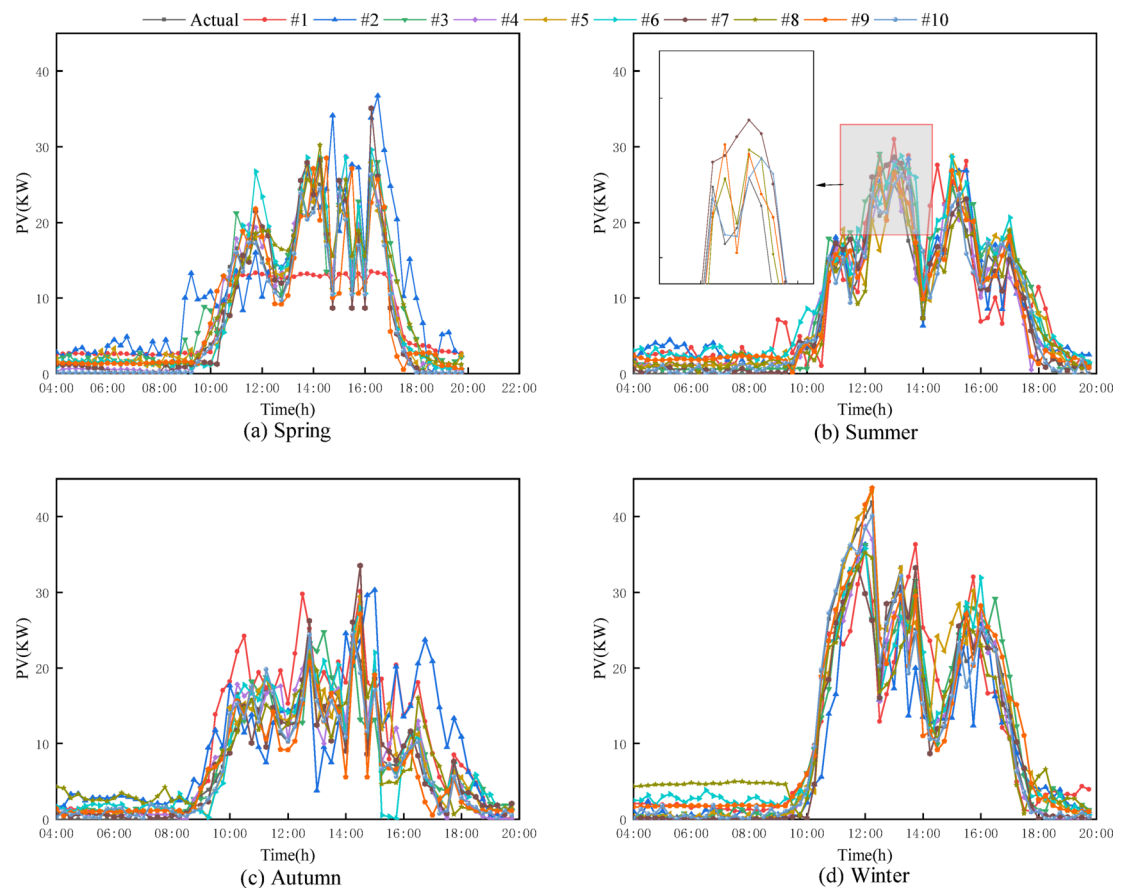 Actual #1 #2 #3 #4 #5 #6 #7 #8 #9 #10
PV(KW)
40
30
20
10
0
04:00 06:00 08:00 10:00 12:00 14:00 16:00 18:00 20:00 22:00
Time(h)
(a) Spring
PV(KW)
40
30
20
10
0
04:00 06:00 08:00 10:00 12:00 14:00 16:00 18:00 20:00
Time(h)
(b) Summer
PV(KW)
40
30
20
10
0
04:00 06:00 08:00 10:00 12:00 14:00 16:00 18:00 20:00
Time(h)
(c) Autumn
PV(KW)
40
30
20
10
0
04:00 06:00 08:00 10:00 12:00 14:00 16:00 18:00 20:00
Time(h)
(d) Winter